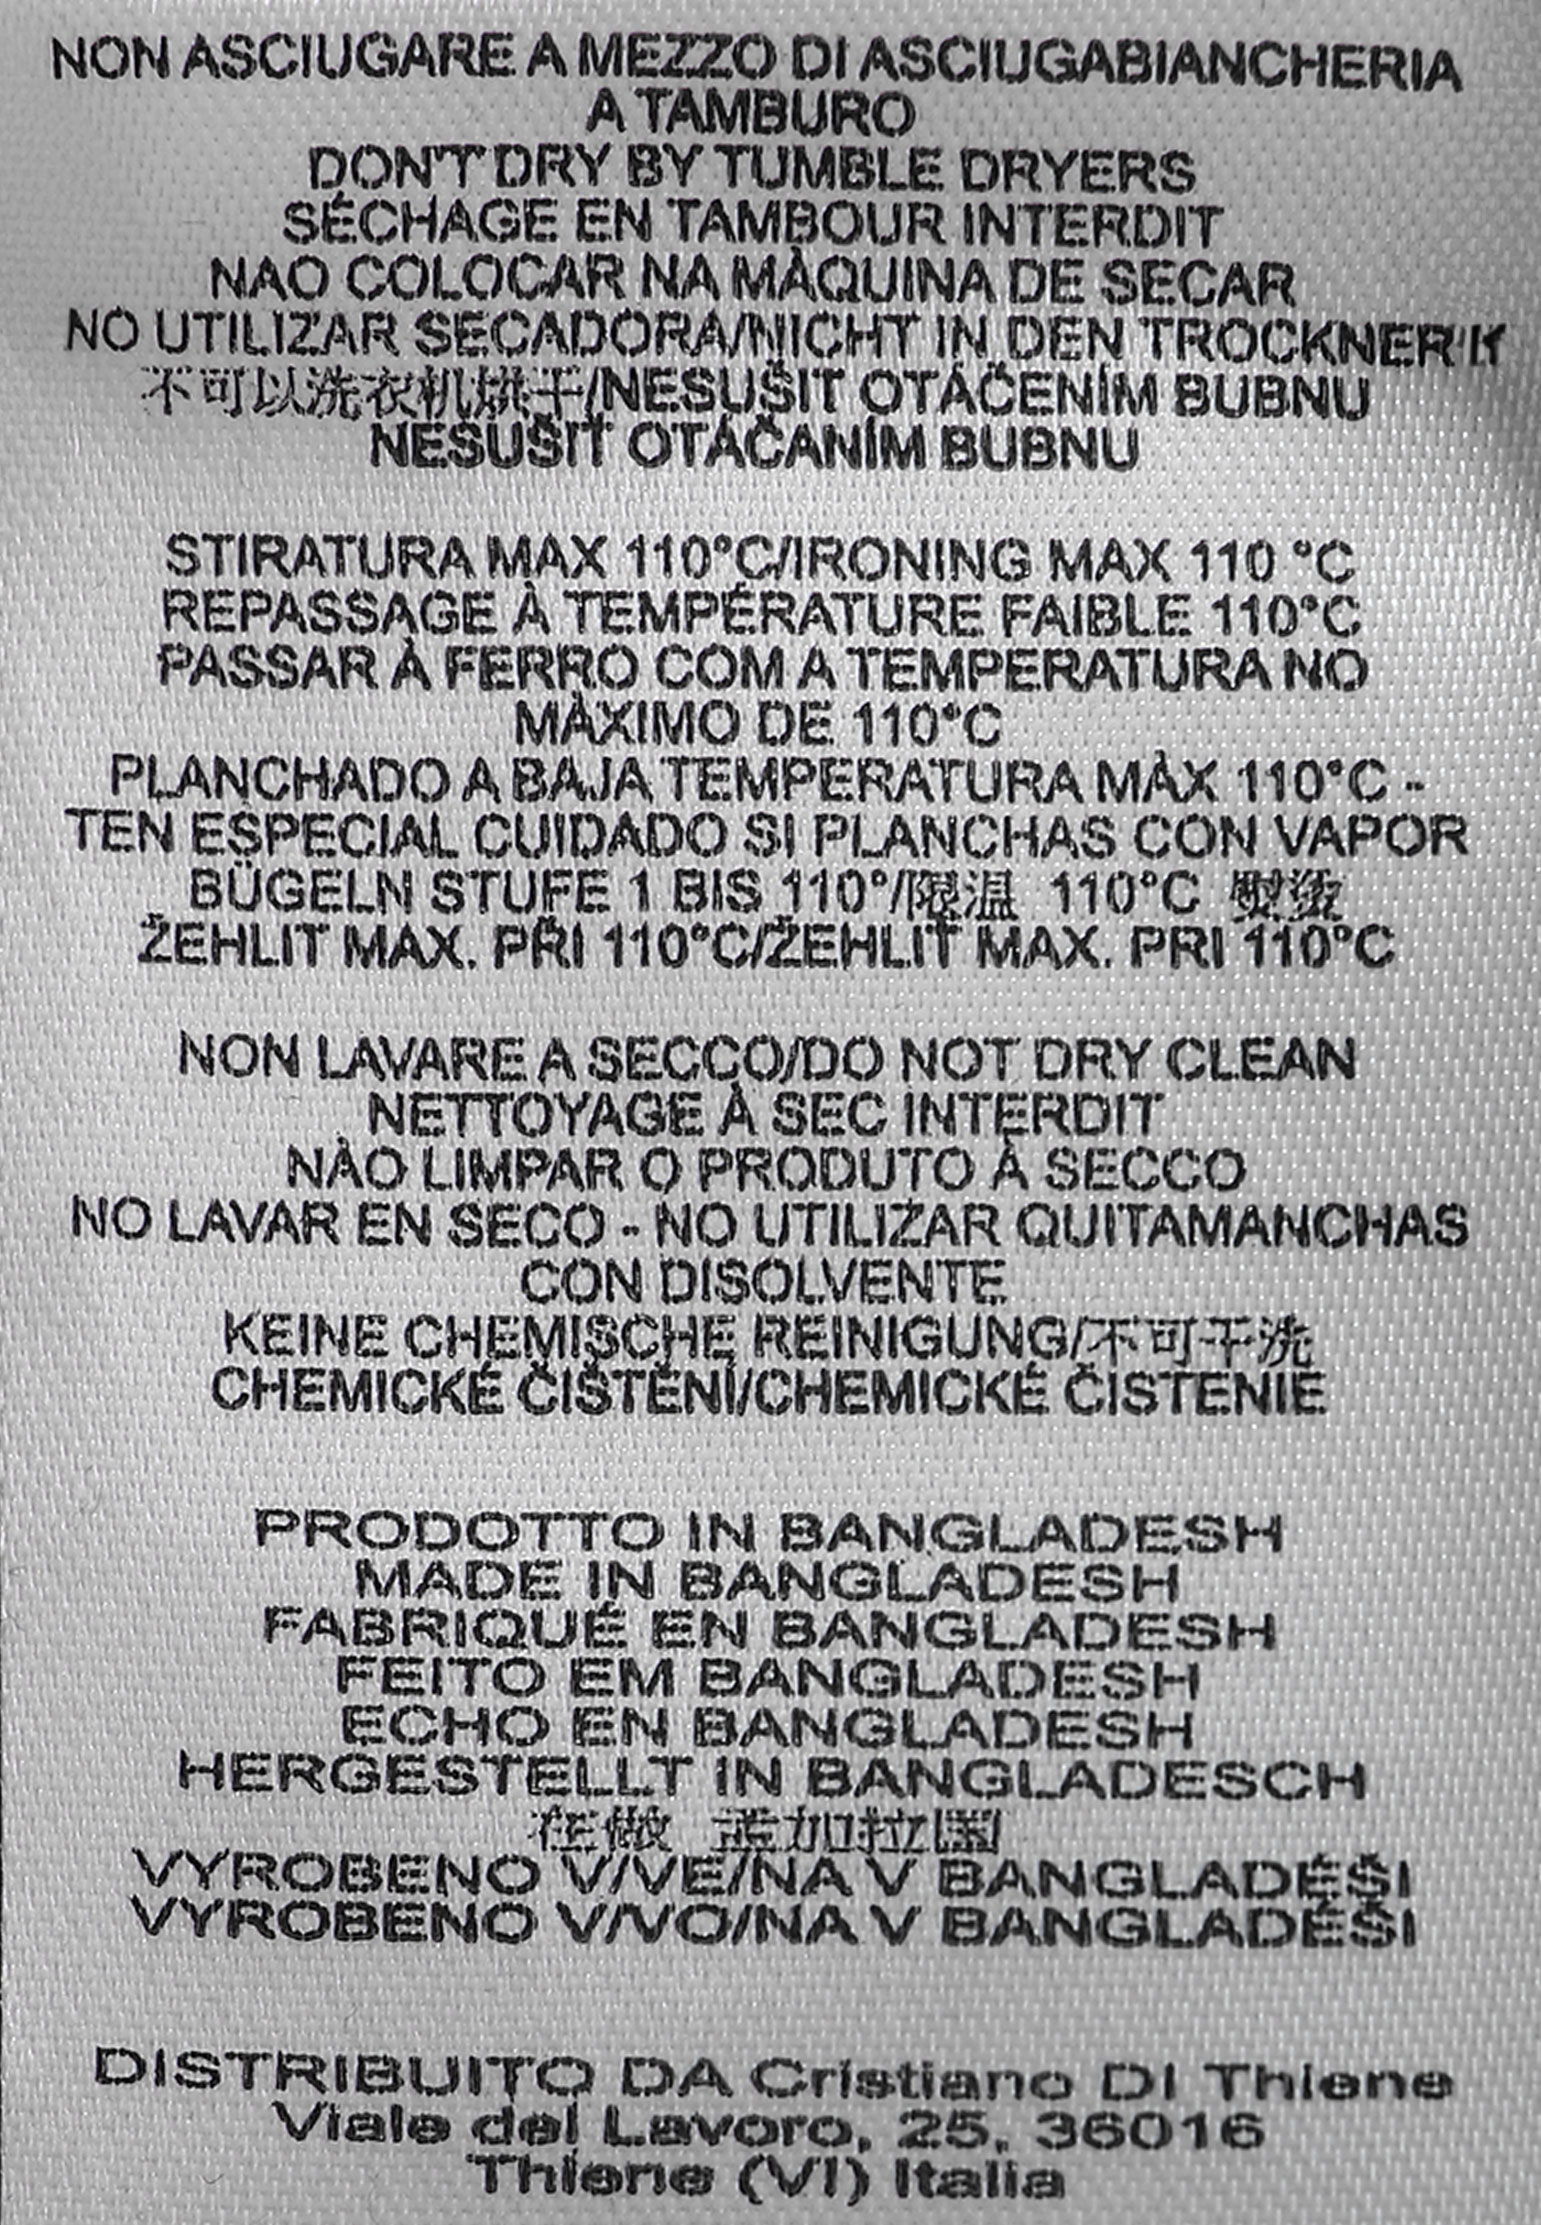 NON ASCIUGARE A MEZZO DI ASCIUGABIANCHERIA
A TAMBURO
DON'T DRY BY TUMBLE DRYERS
SÉCHAGE EN TAMBOUR INTERDIT
NAO COLOCAR NA MÀQUINA DE SECAR
NO UTILIZAR SECADORA/NICHT IN DEN TROCKNER
不可以洗衣机烘干/NESUŠIT OTÁČENÍM BUBNU
NESUŠIŤ OTÁČANÍM BUBNU
STIRATURA MAX 110°C/IRONING MAX 110 °C
REPASSAGE À TEMPÉRATURE FAIBLE 110°C
PASSAR À FERRO COM A TEMPERATURA NO
MÀXIMO DE 110°C
PLANCHADO A BAJA TEMPERATURA MÀX 110°C -
TEN ESPECIAL CUIDADO SI PLANCHAS CON VAPOR
BÜGELN STUFE 1 BIS 110°/限温 110°C 熨烫
ŽEHLIT MAX. PŘI 110°C/ŽEHLIŤ MAX. PRI 110°C
NON LAVARE A SECCO/DO NOT DRY CLEAN
NETTOYAGE À SEC INTERDIT
NÀO LIMPAR O PRODUTO À SECCO
NO LAVAR EN SECO - NO UTILIZAR QUITAMANCHAS
CON DISOLVENTE
KEINE CHEMISCHE REINIGUNG/不可干洗
CHEMICKÉ ČIŠTĚNÍ/CHEMICKÉ ČISTENIE
PRODOTTO IN BANGLADESH
MADE IN BANGLADESH
FABRIQUÉ EN BANGLADESH
FEITO EM BANGLADESH
ECHO EN BANGLADESH
HERGESTELLT IN BANGLADESCH
在做 孟加拉国
VYROBENO V/VE/NA V BANGLADÉŠI
VYROBENO V/VO/NA V BANGLADÉŠI
DISTRIBUITO DA Cristiano DI Thiene
Viale del Lavoro, 25, 36016
Thiene (VI) Italia